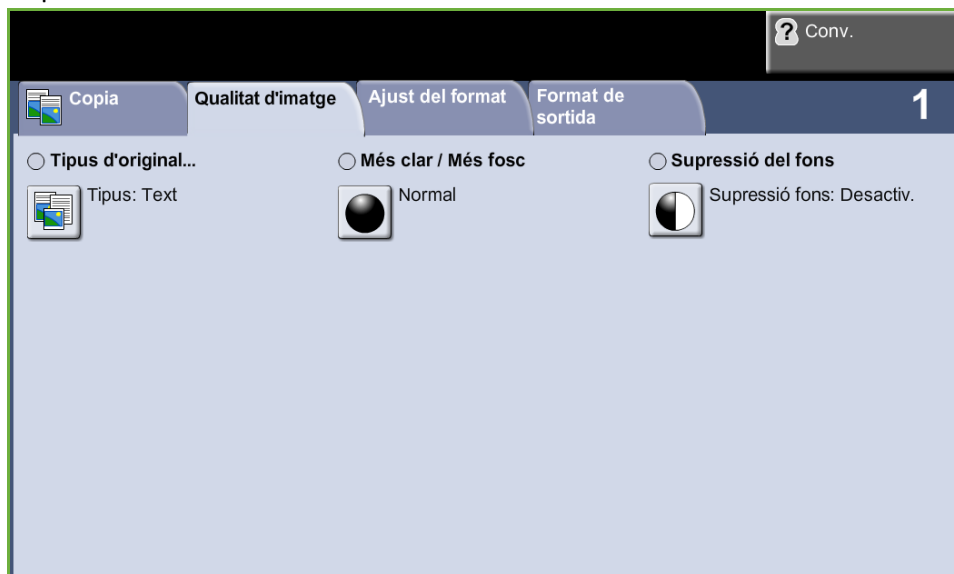 ? Conv.
Copia
Qualitat d'imatge
Ajust del format
Format de
sortida
1
Tipus d'original...
Més clar / Més fosc
Supressió del fons
Tipus: Text
Normal
Supressió fons: Desactiv.